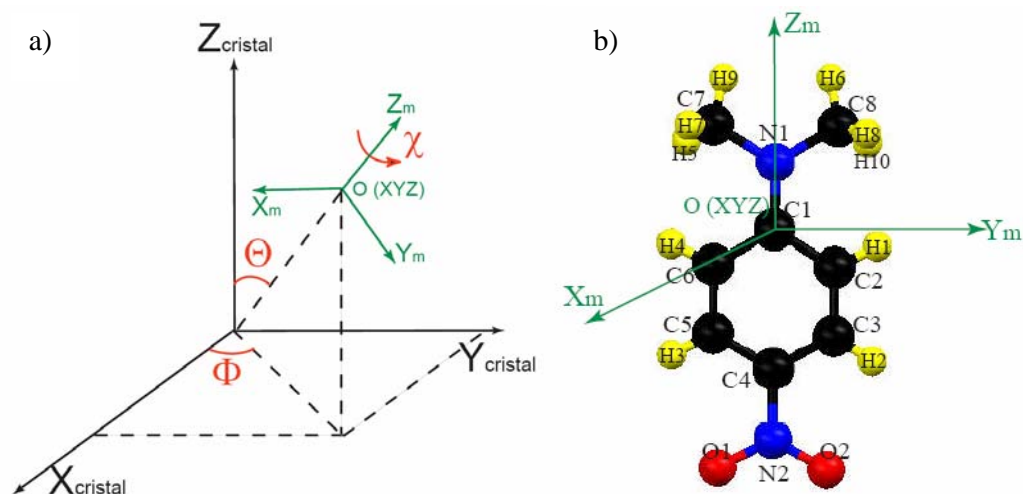 a)
Zcristal
Zm
χ
O (XYZ)
Xm
Ym
Θ
Φ
Ycristal
Xcristal
b)
Zm
H9
H6
C7
C8
H7
N1
H8
H5
H10
O (XYZ)
C1
Ym
H4
H1
C6
C2
Xm
C5
C3
H3
H2
C4
O1
O2
N2